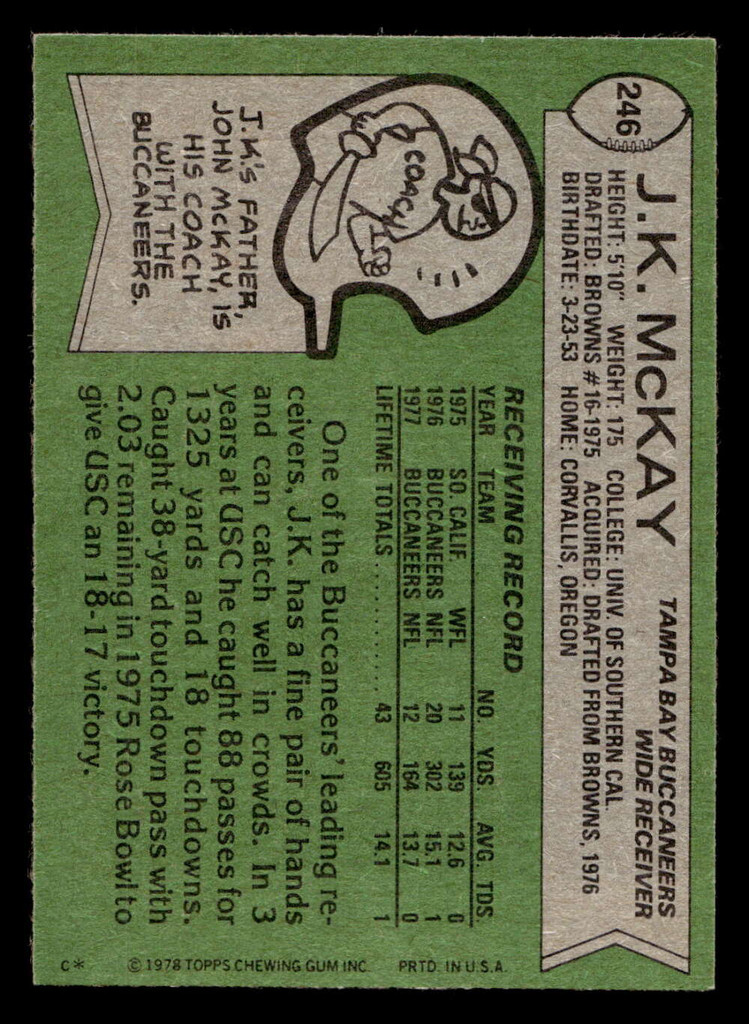 246
J.K. McKAY
TAMPA BAY BUCCANEERS
WIDE RECEIVER
HEIGHT: 5'10" WEIGHT: 175 COLLEGE: UNIV. OF SOUTHERN CAL.
DRAFTED: BROWNS #16-1975 ACQUIRED: DRAFTED FROM BROWNS, 1976
BIRTHDATE: 3-23-53 HOME: CORVALLIS, OREGON
COACH
J.K'S FATHER,
JOHN McKAY, IS
HIS COACH
WITH THE
BUCCANEERS.
RECEIVING RECORD
YEAR TEAM NO. YDS. AVG. TDS.
1975 SO. CALIF. WFL 11 139 12.6 0
1976 BUCCANEERS NFL 20 302 15.1 1
1977 BUCCANEERS NFL 12 164 13.7 0
LIFETIME TOTALS .......... 43 605 14.1 1
One of the Buccaneers' leading re-
ceivers, J.K. has a fine pair of hands
and can catch well in crowds. In 3
years at USC he caught 88 passes for
1325 yards and 18 touchdowns.
Caught 38-yard touchdown pass with
2.03 remaining in 1975 Rose Bowl to
give USC an 18-17 victory.
C* © 1978 TOPPS CHEWING GUM INC. PRTD. IN U.S.A.